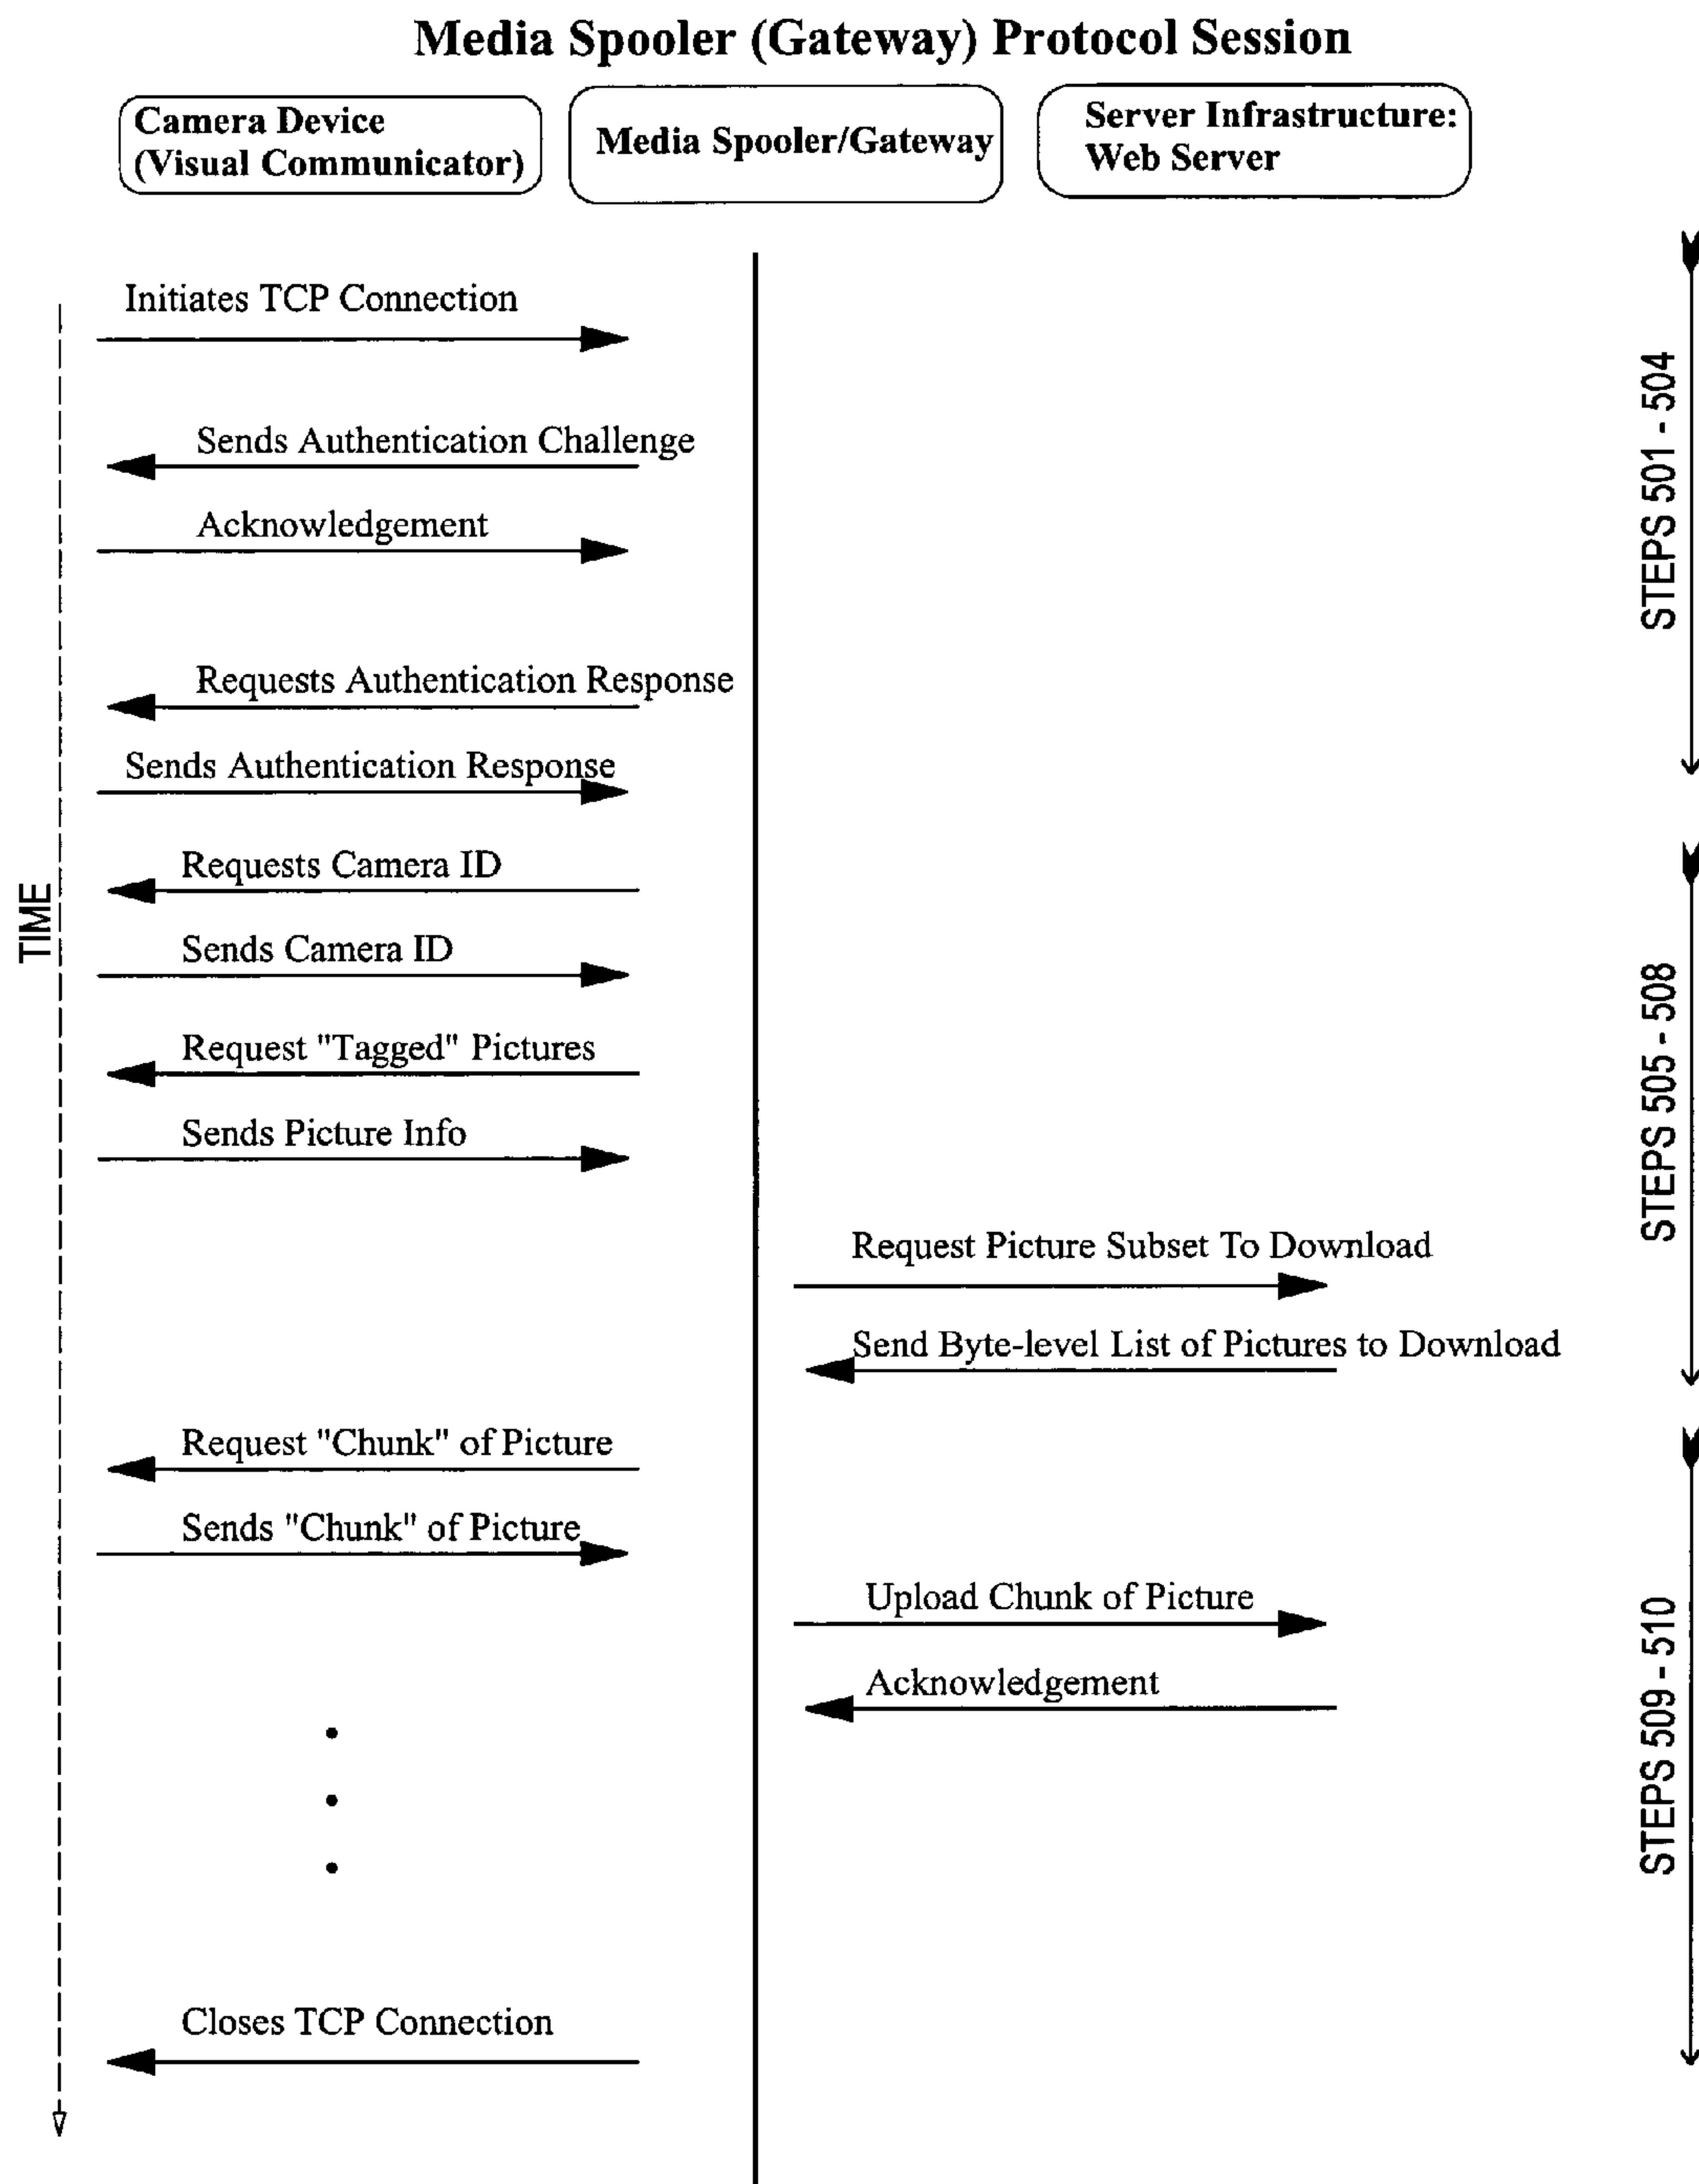 Media Spooler (Gateway) Protocol Session
Camera Device
(Visual Communicator)
Media Spooler/Gateway
Server Infrastructure:
Web Server
Initiates TCP Connection
Sends Authentication Challenge
Acknowledgement
Requests Authentication Response
Sends Authentication Response
STEPS 501 - 504
TIME
Requests Camera ID
Sends Camera ID
Request "Tagged" Pictures
Sends Picture Info
Request Picture Subset To Download
Send Byte-level List of Pictures to Download
STEPS 505 - 508
Request "Chunk" of Picture
Sends "Chunk" of Picture
Upload Chunk of Picture
Acknowledgement
STEPS 509 - 510
Closes TCP Connection